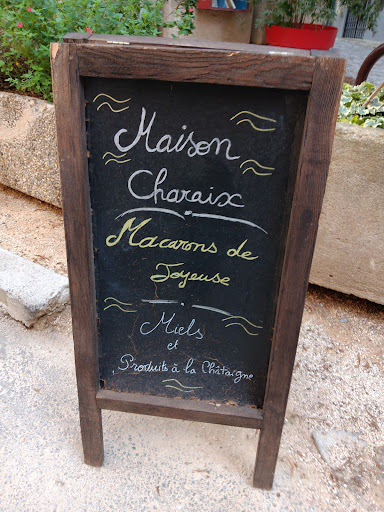 Maison
Charaix
Macarons de
Joyeuse
Miels
et
Produits à la Châtaigne